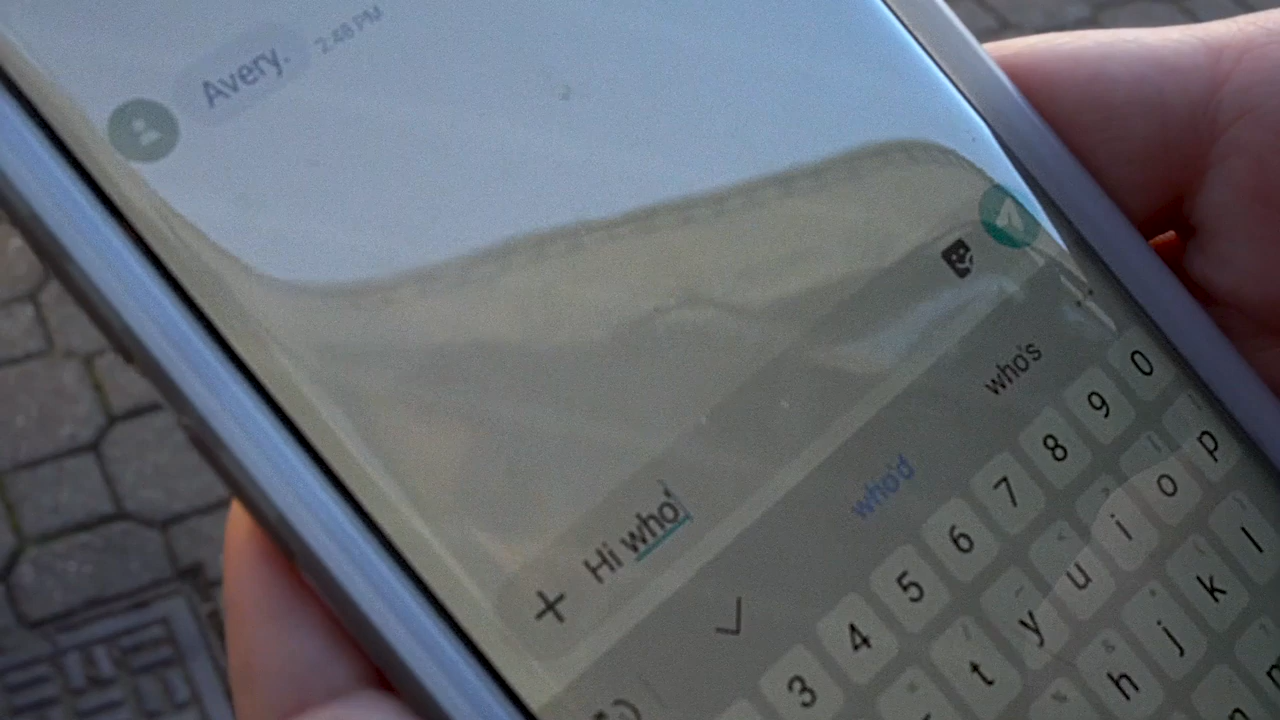 Avery. 2:48 PM
Hi who'
who'd who's
3 4 5 6 7 8 9 0
t y u i o p
h j k l